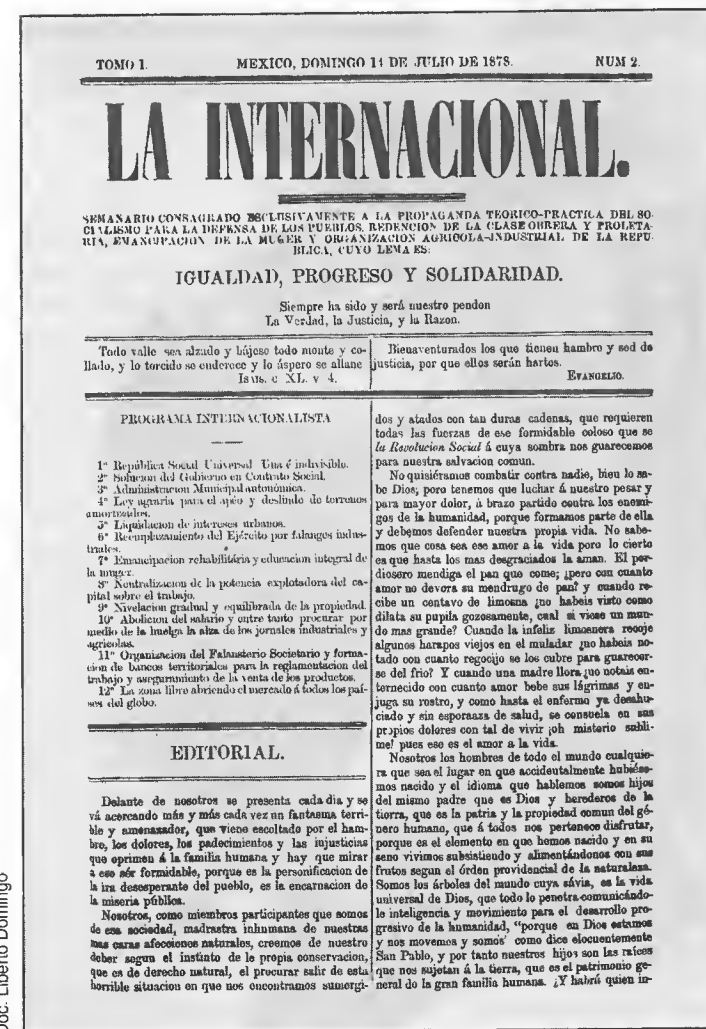 TOMO 1. MEXICO, DOMINGO 14 DE JULIO DE 1878. NUM 2.
LA INTERNACIONAL.
SEMANARIO CONSAGRADO ESCLUSIVAMENTE A LA PROPAGANDA TEORICO-PRACTICA DEL SO-
CIALISMO PARA LA DEFENSA DE LOS PUEBLOS, REDENCION DE LA CLASE OBRERA Y PROLETA-
RIA, EMANCIPACION DE LA MUGER Y ORGANIZACION AGRICOLA-INDUSTRIAL DE LA REPU-
BLICA, CUYO LEMA ES:
IGUALDAD, PROGRESO Y SOLIDARIDAD.
Siempre ha sido y será nuestro pendon
La Verdad, la Justicia, y la Razon.
Todo valle sea alzado y bájese todo monte y co-
llado, y lo torcido se enderece y lo áspero se allane
c XL. v 4.
Bienaventurados los que tienen hambre y sed de
justicia, por que ellos serán hartos.
EVANGELIO.
PROGRAMA INTERNACIONALISTA
1ª República Social Universal Una é indivisible.
2ª Solucion del Gobierno en Contrato Social.
3ª Administracion Municipal autonómica.
4ª Ley agraria para el apeo y deslinde de terrenos
amortizados.
5ª Liquidacion de intereses urbanos.
6ª Reemplazamiento del Ejército por falanges indus-
triales.
7ª Emancipacion rehabilitária y educacion integral de
la muger.
8ª Neutralizacion de la potencia explotadora del ca-
pital sobre el trabajo.
9ª Nivelacion gradual y equilibrada de la propiedad.
10ª Abolicion del salario y entre tanto procurar por
medio de la huelga la alza de los jornales industriales y
agrícolas.
11ª Organizacion del Falansterio Societario y forma-
cion de bancos territoriales para la reglamentacion del
trabajo y aseguramiento de la venta de los productos.
12ª La zona libre abriendo el mercado á todos los paí-
ses del globo.
EDITORIAL.
Delante de nosotros se presenta cada dia y se
vá acercando más y más cada vez un fantasma terri-
ble y amenazador, que viene escoltado por el ham-
bre, los dolores, los padecimientos y las injusticias
que oprimen á la familia humana y hay que mirar
a ese sér formidable, porque es la personificacion de
la ira desesperante del pueblo, es la encarnacion de
la miseria pública.
Nosotros, como miembros participantes que somos
de esa sociedad, madrastra inhumana de nuestras
mas caras afecciones naturales, creemos de nuestro
deber segun el instinto de le propia conservacion,
que es de derecho natural, el procurar salir de esta
horrible situacion en que nos encontramos sumergi-
dos y atados con tan duras cadenas, que requieren
todas las fuerzas de ese formidable coloso que se
la Revolucion Social á cuya sombra nos guarecemos
para nuestra salvacion comun.
No quisiéramos combatir contra nadie, bien lo sa-
be Dios; pero tenemos que luchar á nuestro pesar y
para mayor dolor, á brazo partido contra los enemi-
gos de la humanidad, porque formamos parte de ella
y debemos defender nuestra propia vida. No sabe-
mos que cosa sea ese amor a la vida pero lo cierto
es que hasta los mas desgraciados la aman. El por-
diosero mendiga el pan que come; ¿pero con cuanto
amor no devora su mendrugo de pan? y cuando re-
cibe un centavo de limosna ¿no habeis visto como
dilata su pupila gozosamente, cual si viese un mun-
do mas grande? Cuando la infeliz limosnera recoje
algunos harapos viejos en el muladar ¿no habeis no-
tado con cuanto regocijo se los cubre para guarecer-
se del frio? Y cuando una madre llora ¿no notais en-
ternecido con cuanto amor bebe sus lágrimas y en-
juga su rostro, y como hasta el enfermo ya desahu-
ciado y sin esporanza de salud, se consuela en sus
propios dolores con tal de vivir ¡oh misterio subli-
me! pues ese es el amor a la vida.
Nosotros los hombres de todo el mundo cualquie-
ra que sea el lugar en que accidentalmente hubiése-
mos nacido y el idioma que hablemos somos hijos
del mismo padre que es Dios y herederos de la
tiorra, que es la patria y la propiedad comun del gé-
nero humano, que á todos nos pertenece disfrutar,
porque es el elemento en que hemos nacido y en su
seno vivimos subsistiendo y alimentándonos con sus
frutos segun el órden providencial de la naturaleza.
Somos los árboles del mundo cuya sávia, es la vida
universal de Dios, que todo lo penetra comunicándo-
le inteligencia y movimiento para el desarrollo pro-
gresivo de la humanidad, "porque en Dios estamos
y nos movemos y somos' como dice elocuentemente
San Pablo, y por tanto nuestros hijos son las raíces
que nos sujetan á la tierra, que es el patrimonio ge-
neral do la gran familia humana. ¿Y habrá quien in-
Doc. Liberto Domingo